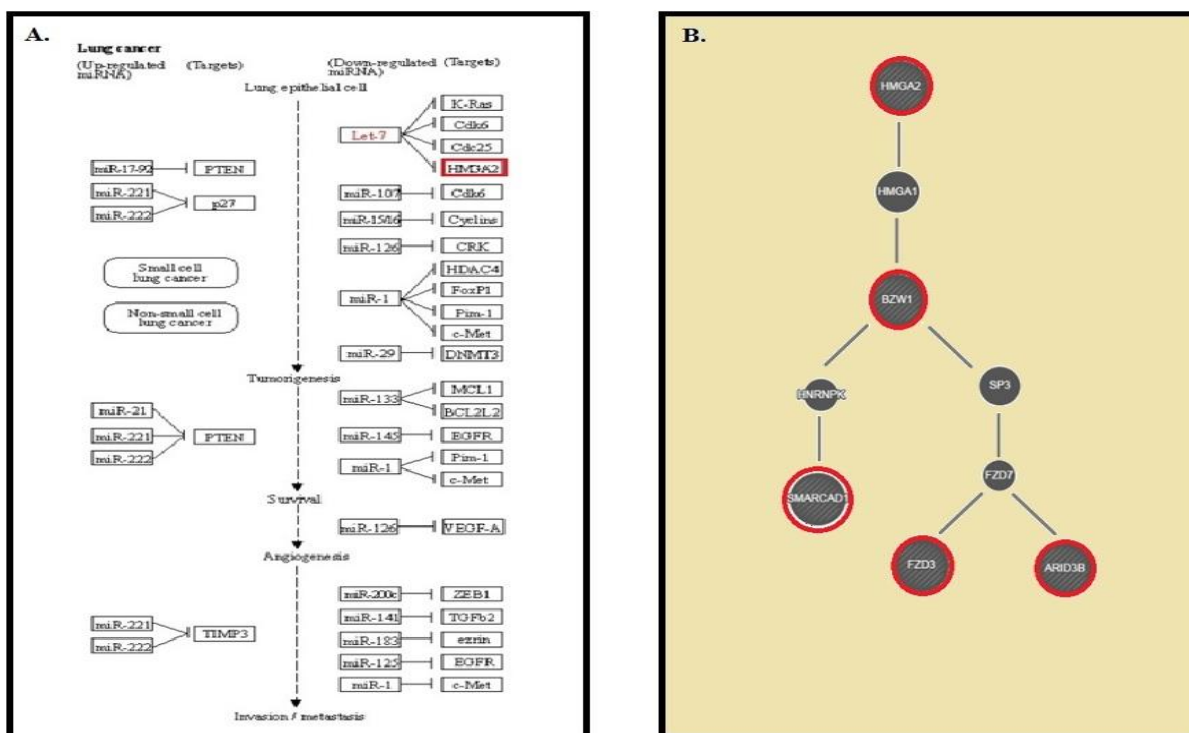 A.
Lung cancer
(Up-regulated miRNA)
(Targets)
(Down-regulated miRNA)
(Targets)
Lung epithelial cell
miR-17-92
PTEN
miR-221
miR-222
p27
Small cell
lung cancer
Non-small cell
lung cancer
Let-7
K-Ras
Cdk6
Cdc25
HMGA2
miR-107
Cdk6
miR-15/16
Cyclins
miR-126
CRK
miR-1
HDAC4
FoxP1
Pim-1
c-Met
miR-29
DNMT3
Tumorigenesis
miR-21
miR-221
miR-222
PTEN
miR-133
MCL1
BCL2L2
miR-145
EGFR
miR-1
Pim-1
c-Met
Survival
miR-126
VEGF-A
Angiogenesis
miR-221
miR-222
TIMP3
miR-200c
ZEB1
miR-141
TGFb2
miR-183
ezrin
miR-125
EGFR
miR-1
c-Met
Invasion / metastasis
B.
HMGA2
HMGA1
BZW1
HNRNPK
SP3
SMARCAD1
FZD7
FZD3
ARID3B